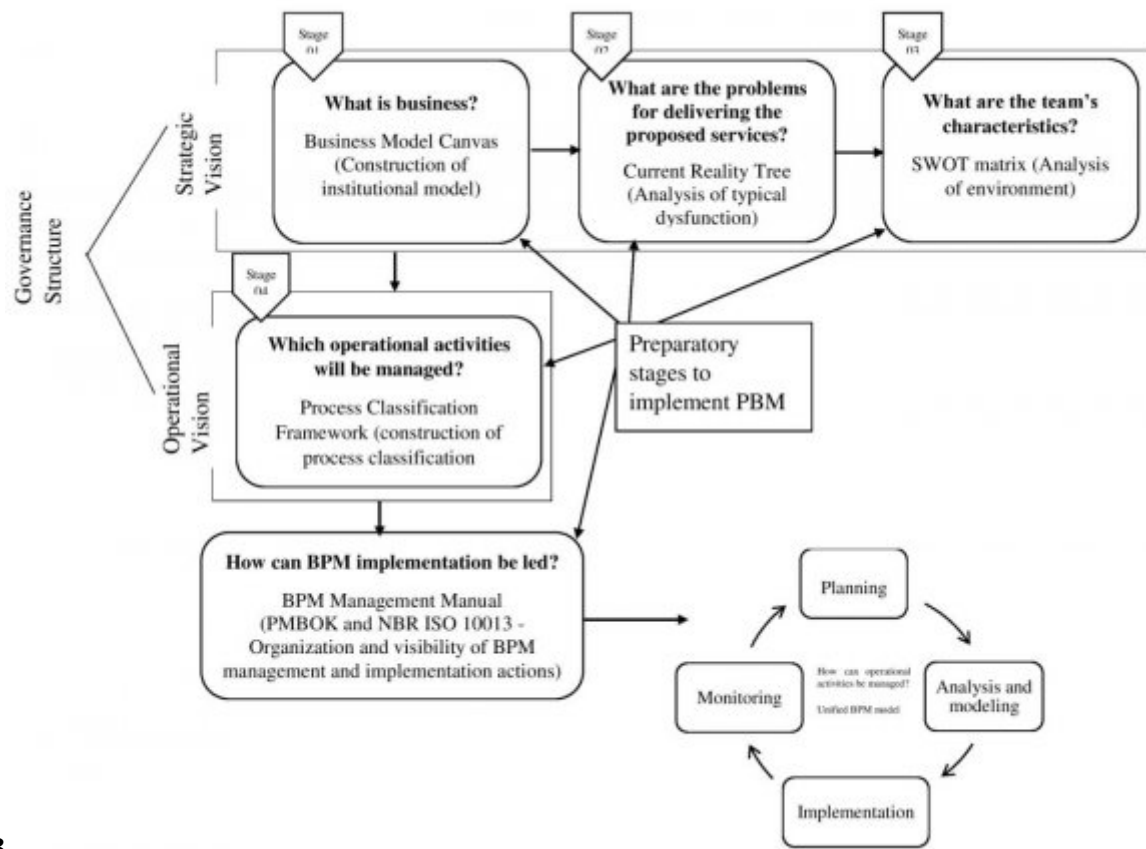 Stage
01
Stage
02
Stage
03
Governance
Structure
Strategic
Vision
What is business?
Business Model Canvas
(Construction of
institutional model)
What are the problems
for delivering the
proposed services?
Current Reality Tree
(Analysis of typical
dysfunction)
What are the team's
characteristics?
SWOT matrix (Analysis
of environment)
Stage
04
Operational
Vision
Which operational activities
will be managed?
Process Classification
Framework (construction of
process classification
Preparatory
stages to
implement PBM
How can BPM implementation be led?
BPM Management Manual
(PMBOK and NBR ISO 10013 -
Organization and visibility of BPM
management and implementation actions)
Planning
Monitoring
How can operational
activities be managed?
Unified BPM model
Analysis and
modeling
Implementation